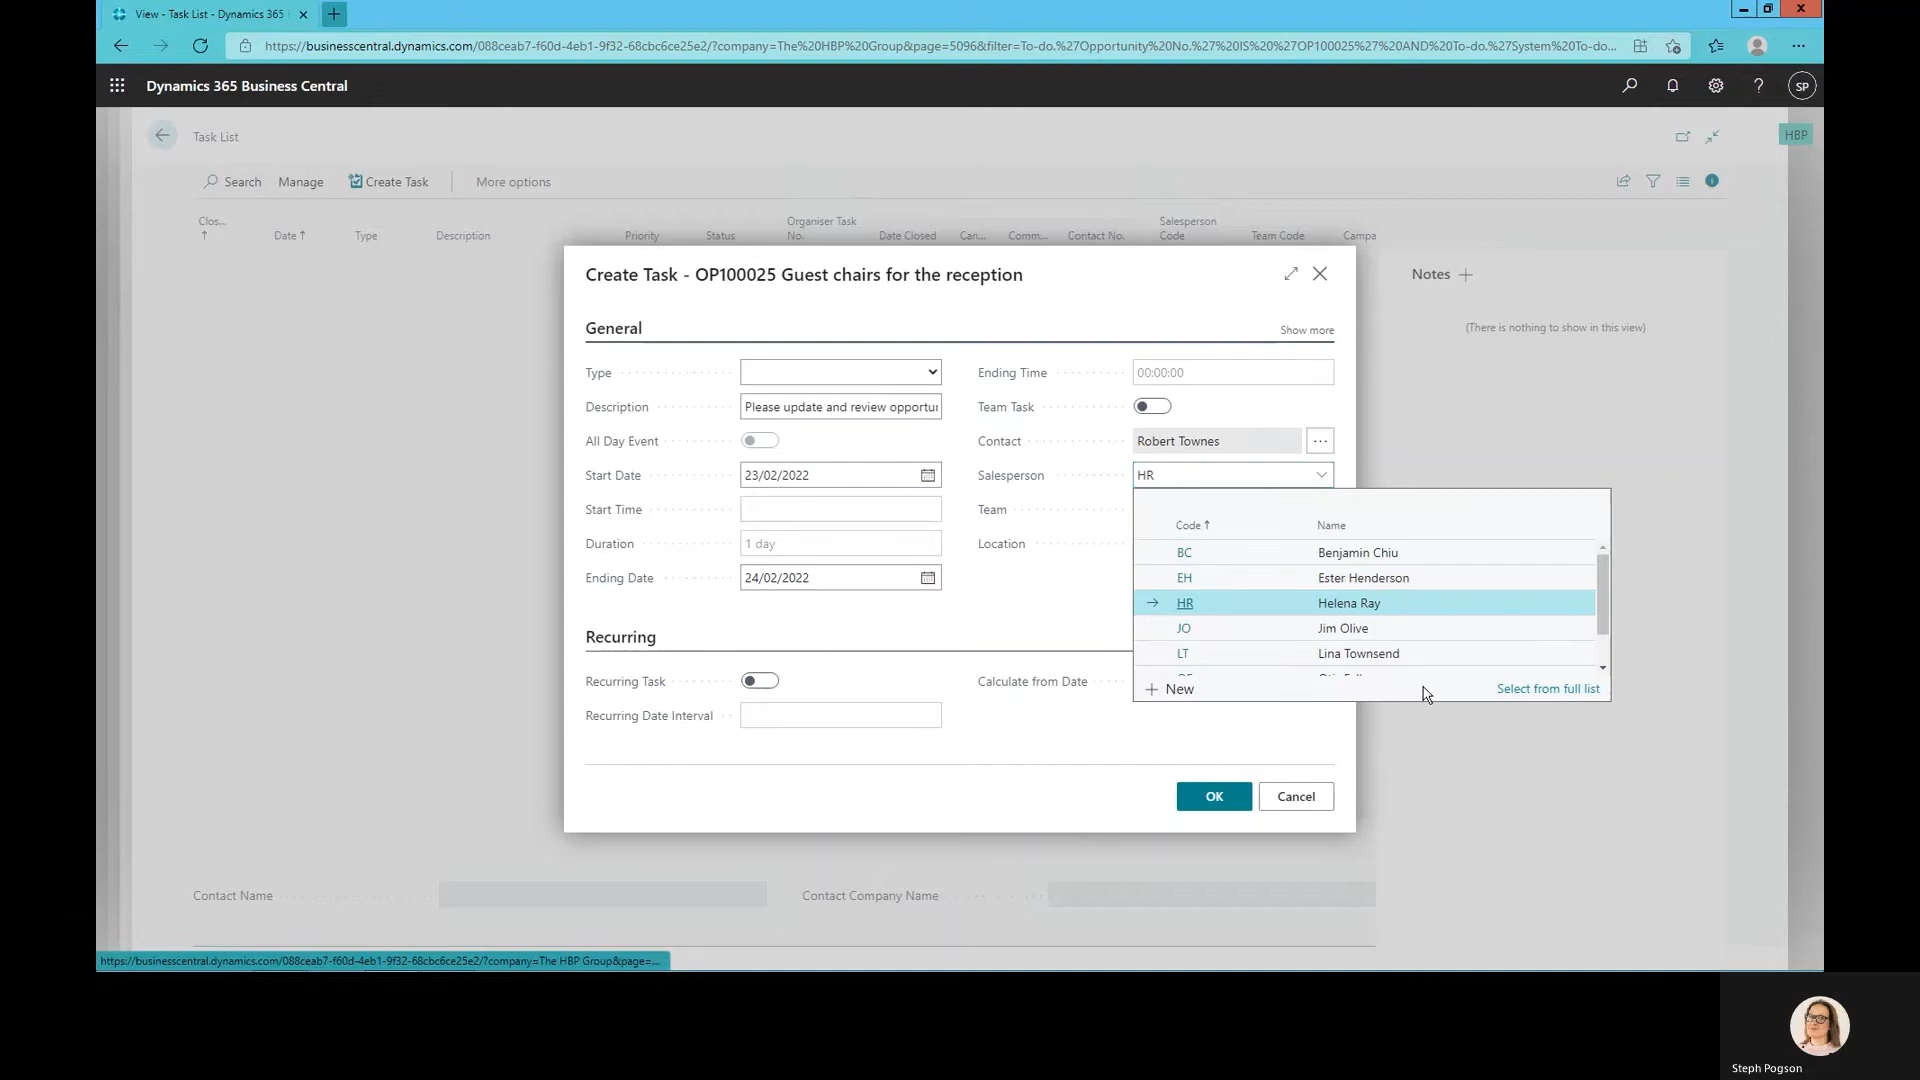 View - Task List - Dynamics 365
https://businesscentral.dynamics.com/088ceab7-f60d-4eb1-9f32-68cbc6ce25e2/?company=The%20HBP%20Group&page=5096&filter=To-do.%27Opportunity%20No.%27%20IS%20%27OP100025%27%20AND%20To-do.%27System%20To-do...
Dynamics 365 Business Central
SP
Task List
HBP
Search Manage Create Task More options
Clos... ↑
Date ↑
Type
Description
Priority
Status
Organiser Task No.
Date Closed
Can...
Comm...
Contact No.
Salesperson Code
Team Code
Campa
Create Task - OP100025 Guest chairs for the reception
Notes
(There is nothing to show in this view)
General
Show more
Type
Description Please update and review opportu
All Day Event
Start Date 23/02/2022
Start Time
Duration 1 day
Ending Date 24/02/2022
Ending Time 00:00:00
Team Task
Contact Robert Townes ...
Salesperson HR
Team
Location
Code ↑ Name
BC Benjamin Chiu
EH Ester Henderson
HR Helena Ray
JO Jim Olive
LT Lina Townsend
New Select from full list
Recurring
Recurring Task
Recurring Date Interval
Calculate from Date
OK Cancel
Contact Name
Contact Company Name
https://businesscentral.dynamics.com/088ceab7-f60d-4eb1-9f32-68cbc6ce25e2/?company=The HBP Group&page=...
Steph Pogson